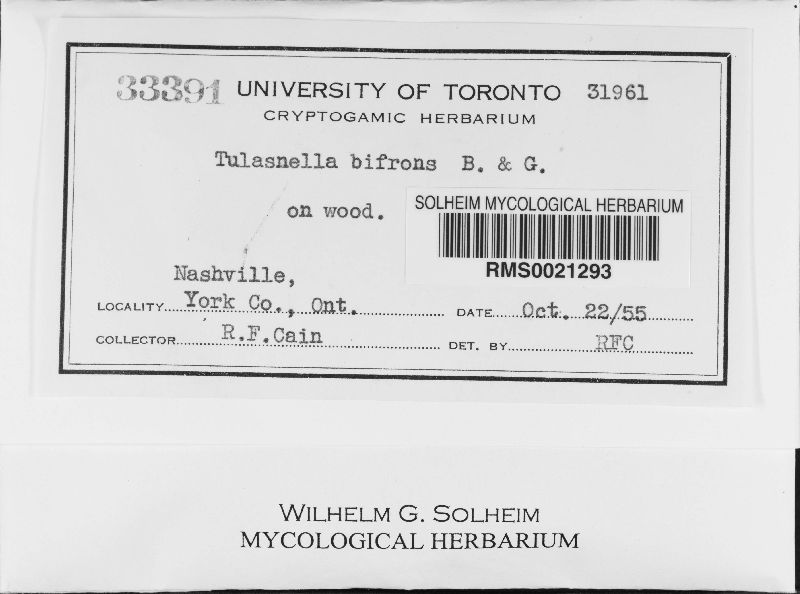 33391 UNIVERSITY OF TORONTO 31961
CRYPTOGAMIC HERBARIUM
Tulasnella bifrons B. & G.
on wood.
SOLHEIM MYCOLOGICAL HERBARIUM
RMS0021293
Nashville,
LOCALITY York Co., Ont. DATE Oct. 22/55
COLLECTOR R.F.Cain DET. BY RFC
WILHELM G. SOLHEIM
MYCOLOGICAL HERBARIUM